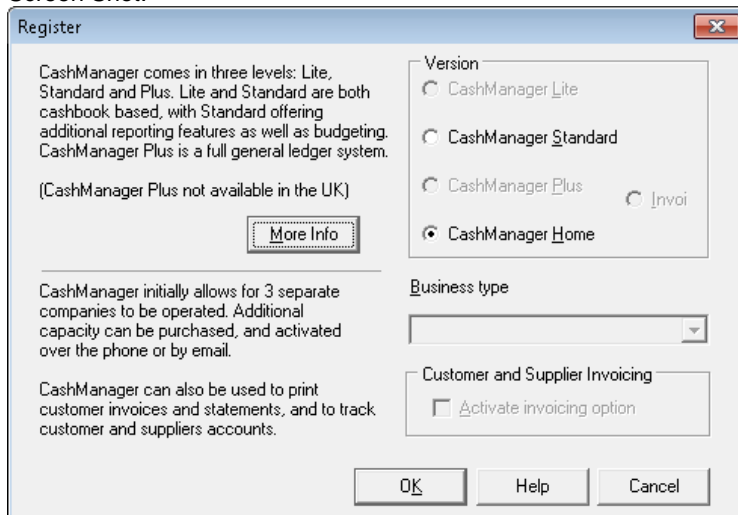 Register
CashManager comes in three levels: Lite,
Standard and Plus. Lite and Standard are both
cashbook based, with Standard offering
additional reporting features as well as budgeting.
CashManager Plus is a full general ledger system.
(CashManager Plus not available in the UK)
More Info
CashManager initially allows for 3 separate
companies to be operated. Additional
capacity can be purchased, and activated
over the phone or by email.
CashManager can also be used to print
customer invoices and statements, and to track
customer and suppliers accounts.
Version
CashManager Lite
CashManager Standard
CashManager Plus
Invoi
CashManager Home
Business type
Customer and Supplier Invoicing
Activate invoicing option
OK
Help
Cancel